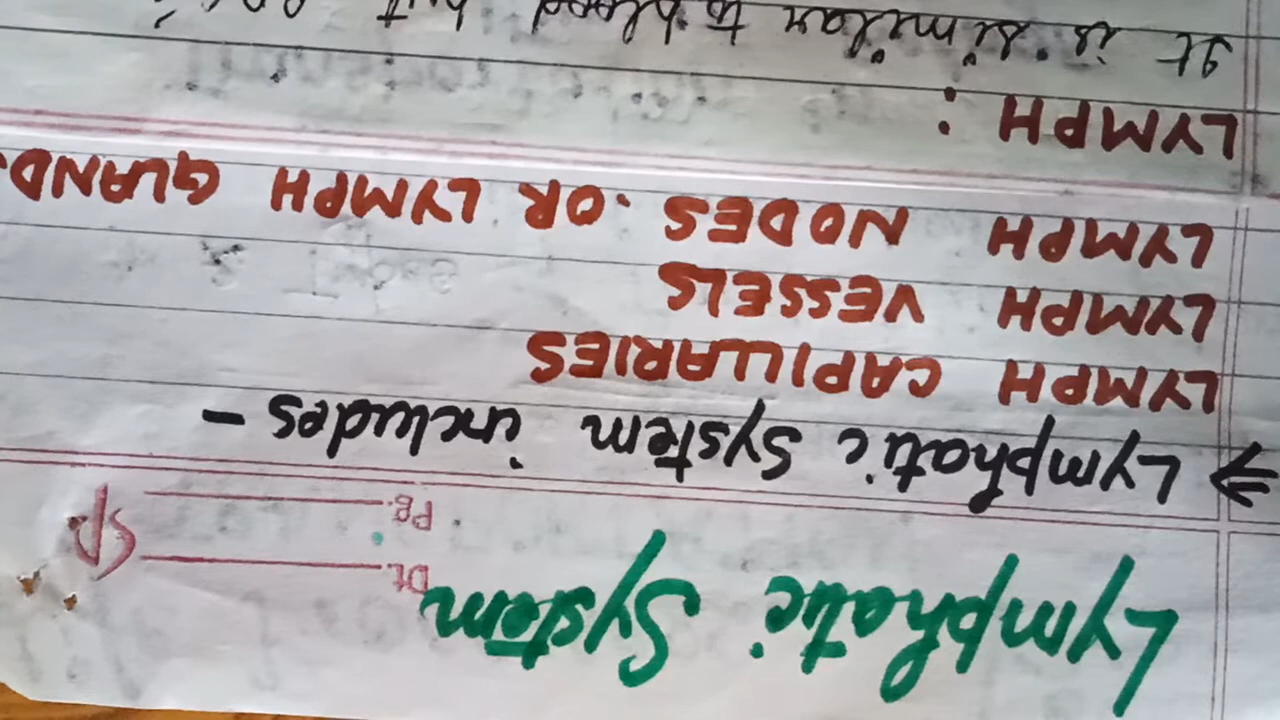 Lymphatic System
Dt.
Pg.
Sp
→ Lymphatic System includes -
LYMPH CAPILLARIES
LYMPH VESSELS
LYMPH NODES OR LYMPH GLAND.
LYMPH :
It is similar to blood but